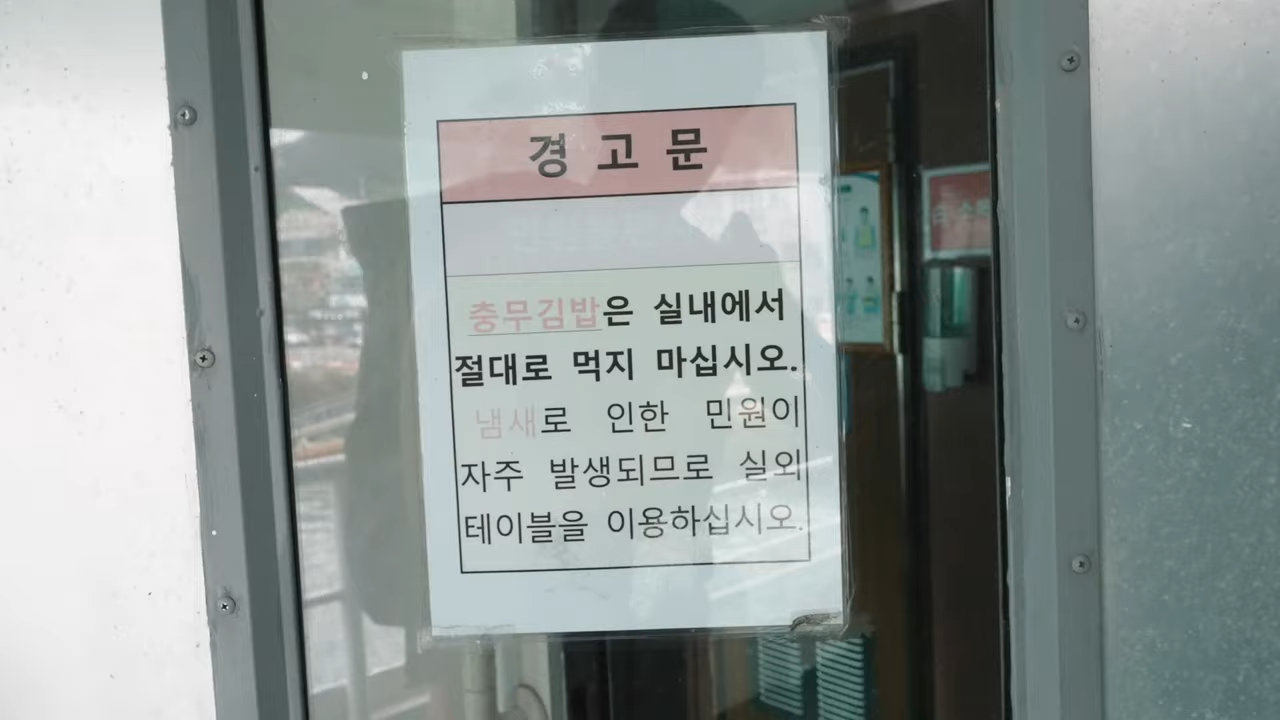 경고문
충무김밥은 실내에서
절대로 먹지 마십시오.
냄새로 인한 민원이
자주 발생되므로 실외
테이블을 이용하십시오.